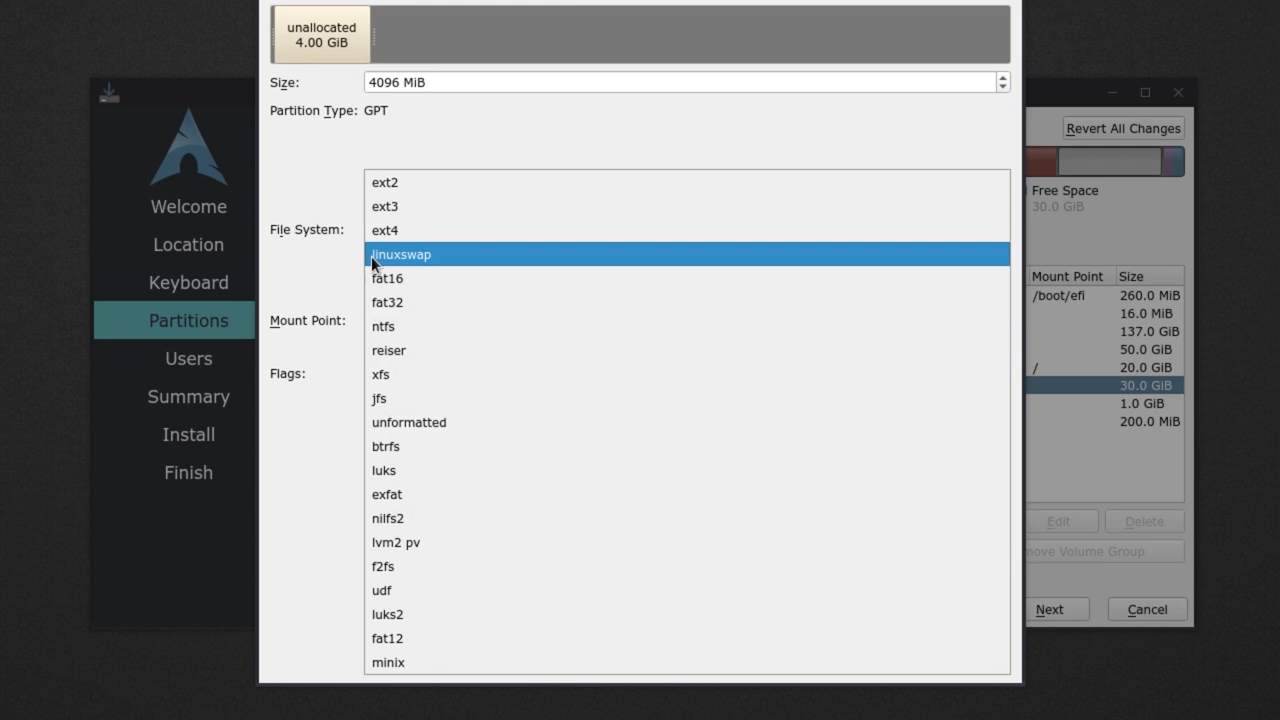 unallocated
4.00 GiB
Size:
4096 MiB
Partition Type: GPT
File System:
ext2
ext3
ext4
linuxswap
fat16
fat32
ntfs
reiser
xfs
jfs
unformatted
btrfs
luks
exfat
nilfs2
lvm2 pv
f2fs
udf
luks2
fat12
minix
Mount Point:
Flags:
Welcome
Location
Keyboard
Partitions
Users
Summary
Install
Finish
Revert All Changes
Free Space
30.0 GiB
Mount Point Size
/boot/efi 260.0 MiB
16.0 MiB
137.0 GiB
50.0 GiB
/ 20.0 GiB
30.0 GiB
1.0 GiB
200.0 MiB
Edit Delete
move Volume Group
Next Cancel